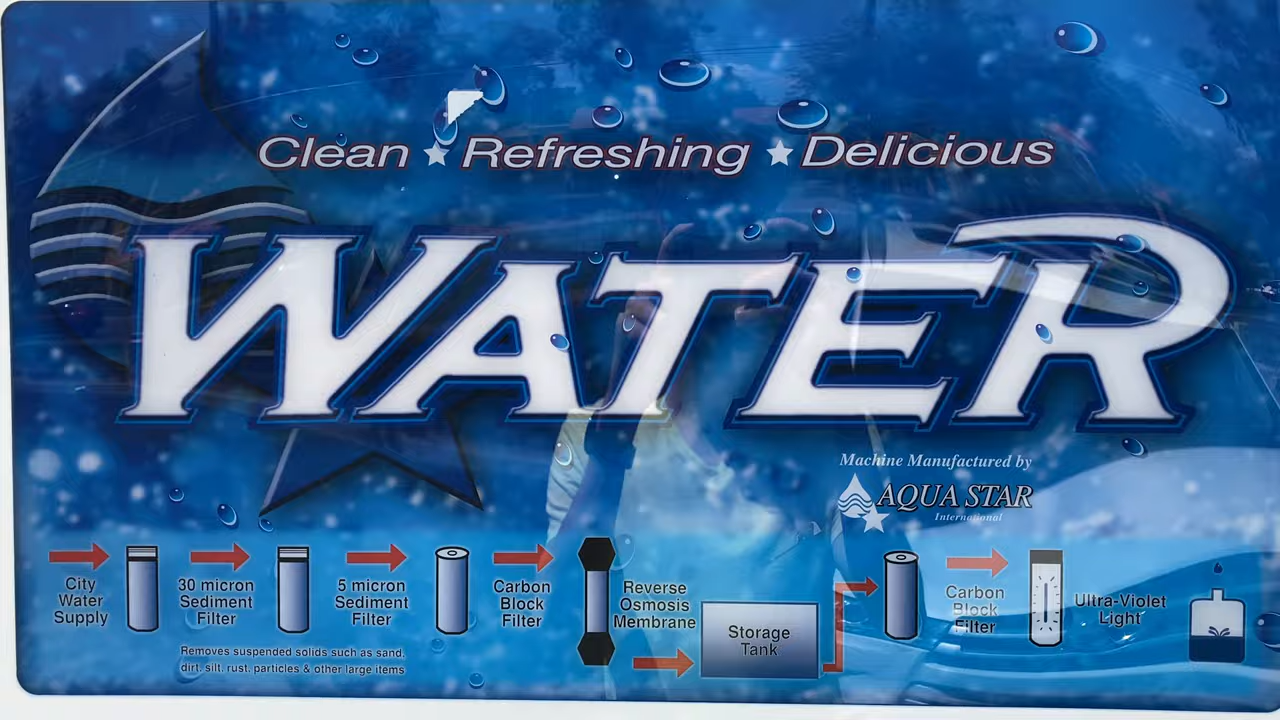 Clean ★ Refreshing ★ Delicious
WATER
Machine Manufactured by
AQUA STAR
International
City
Water
Supply
30 micron
Sediment
Filter
5 micron
Sediment
Filter
Carbon
Block
Filter
Reverse
Osmosis
Membrane
Storage
Tank
Carbon
Block
Filter
Ultra-Violet
Light
Removes suspended solids such as sand,
dirt, silt, rust, particles & other large items